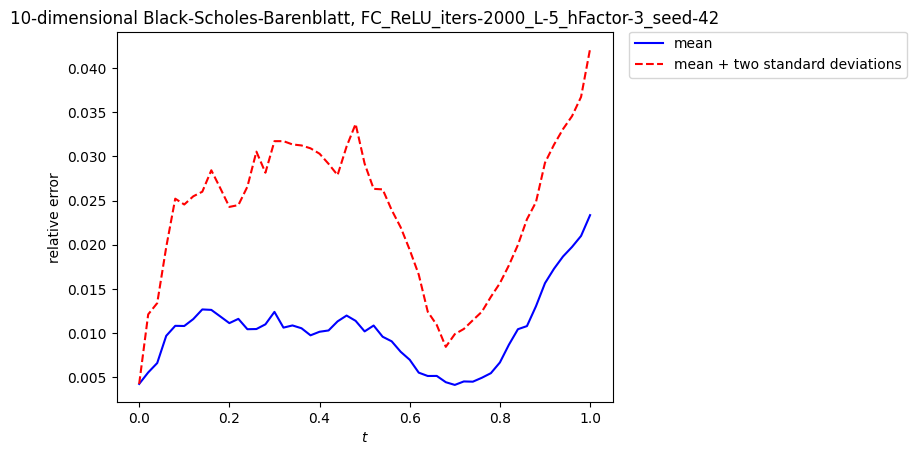 10-dimensional Black-Scholes-Barenblatt, FC_ReLU_iters-2000_L-5_hFactor-3_seed-42
mean
mean + two standard deviations
0.040
0.035
0.030
0.025
0.020
0.015
0.010
0.005
relative error
0.0 0.2 0.4 0.6 0.8 1.0
t